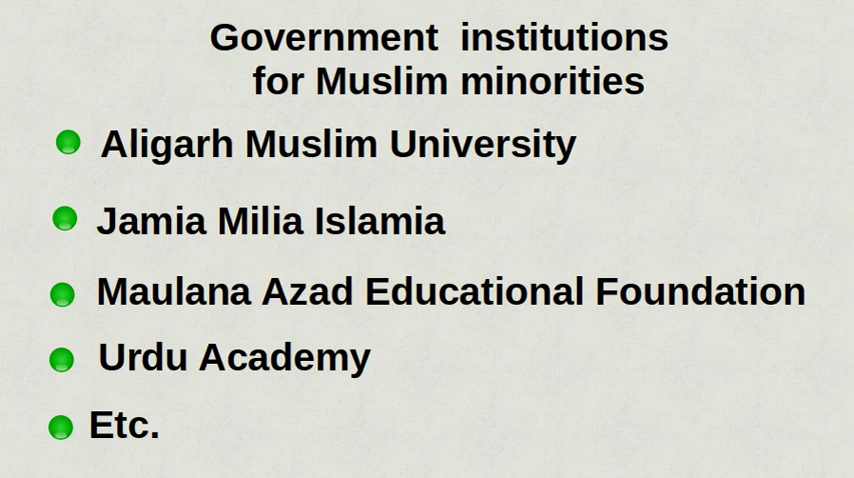 Government institutions
for Muslim minorities
Aligarh Muslim University
Jamia Milia Islamia
Maulana Azad Educational Foundation
Urdu Academy
Etc.